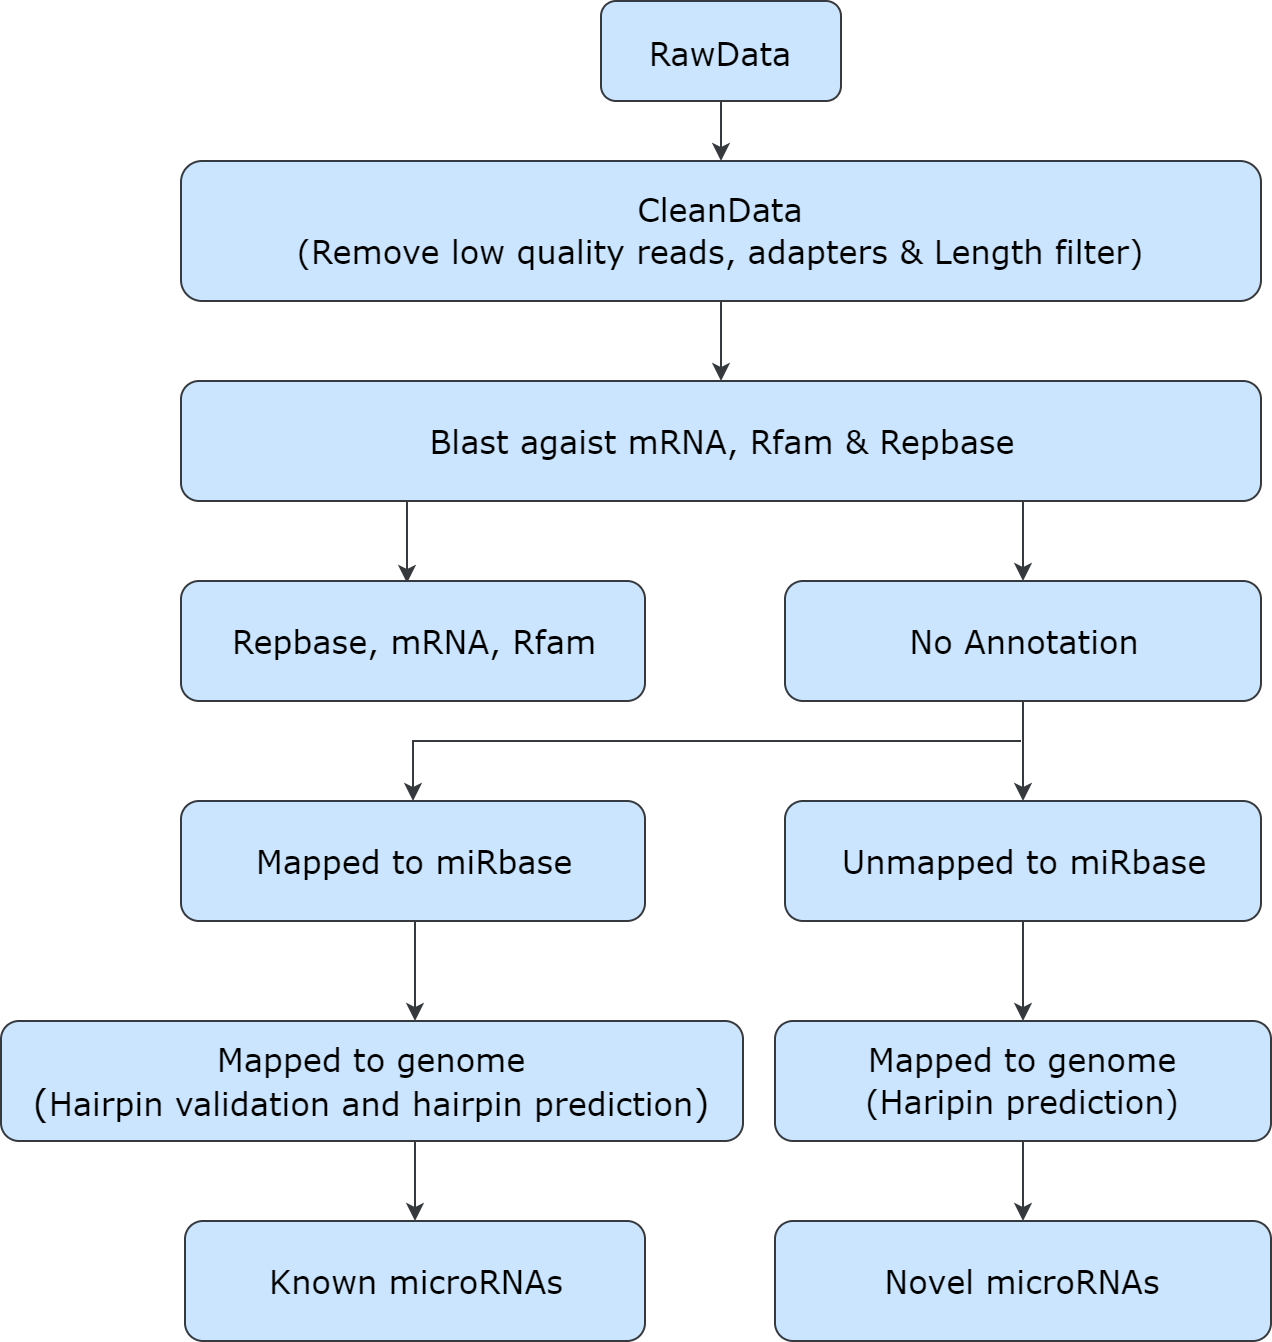 RawData
CleanData
(Remove low quality reads, adapters & Length filter)
Blast agaist mRNA, Rfam & Repbase
Repbase, mRNA, Rfam
No Annotation
Mapped to miRbase
Unmapped to miRbase
Mapped to genome
(Hairpin validation and hairpin prediction)
Mapped to genome
(Haripin prediction)
Known microRNAs
Novel microRNAs